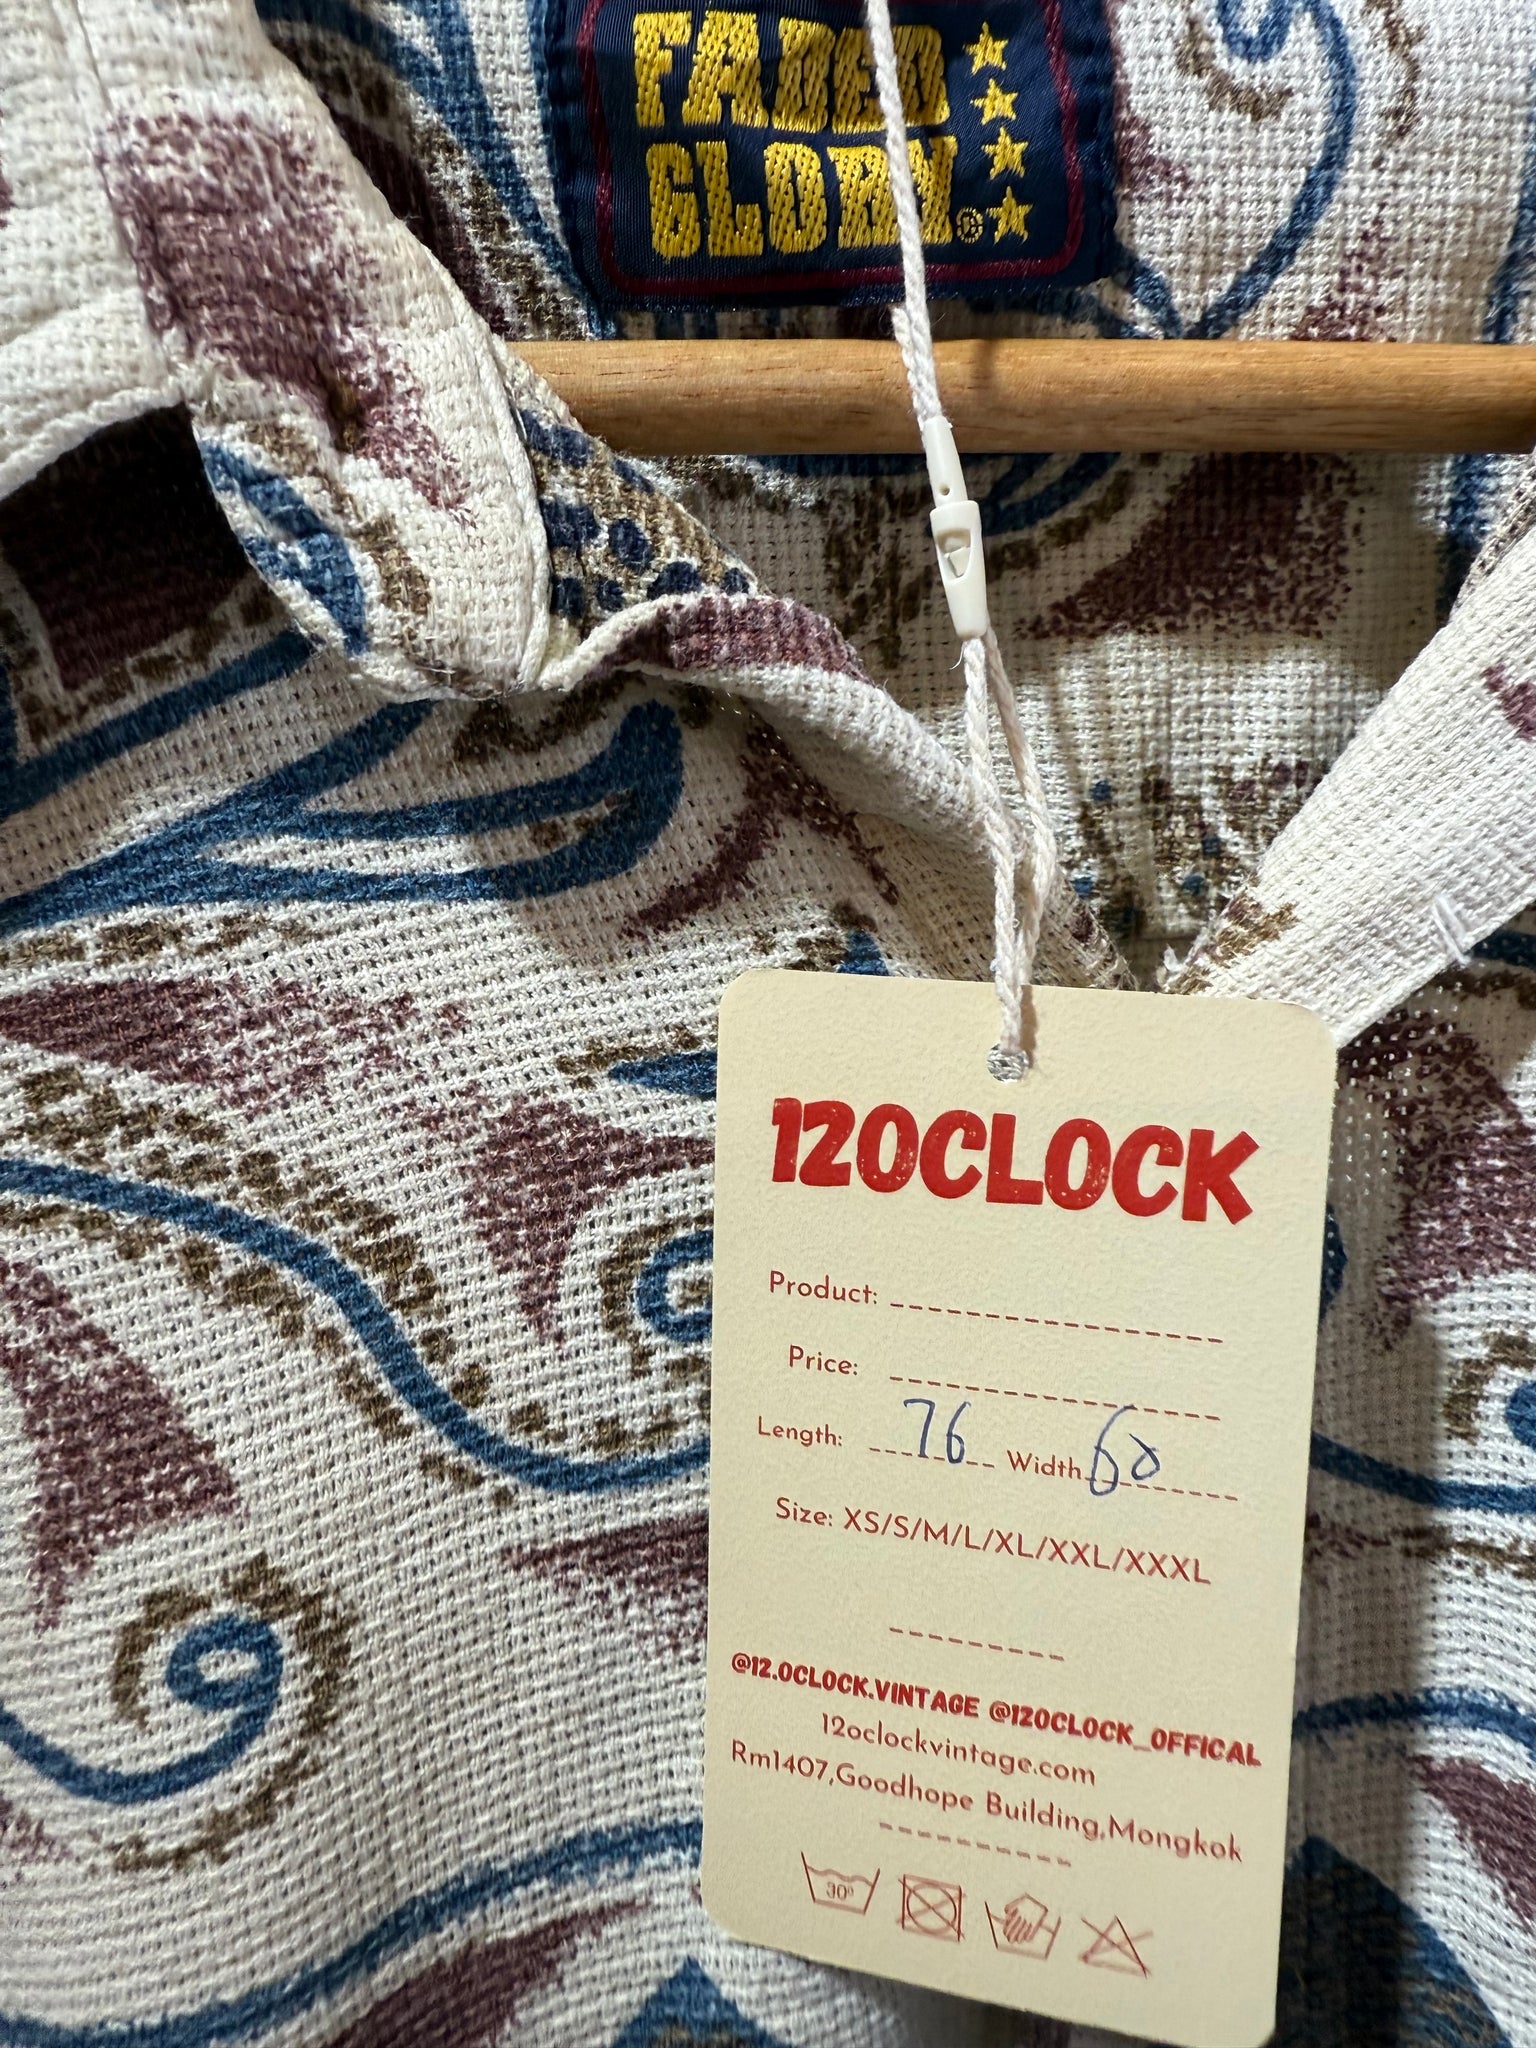 FADED
GLORY®
12OCLOCK
Product:
Price:
Length: 76 Width 60
Size: XS/S/M/L/XL/XXL/XXXL
@12.OCLOCK.VINTAGE @12OCLOCK_OFFICAL
12oclockvintage.com
Rm1407,Goodhope Building,Mongkok
30°